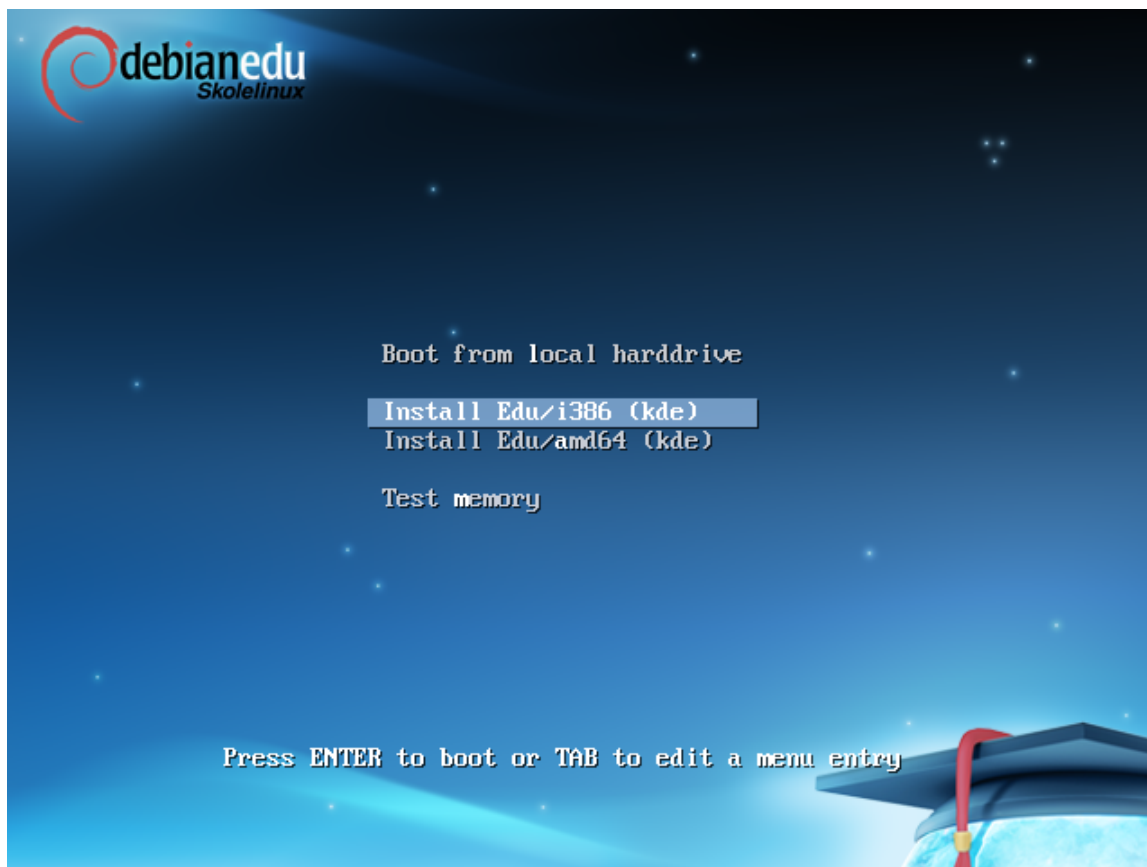 debianedu
Skolelinux
Boot from local harddrive
Install Edu/i386 (kde)
Install Edu/amd64 (kde)
Test memory
Press ENTER to boot or TAB to edit a menu entry